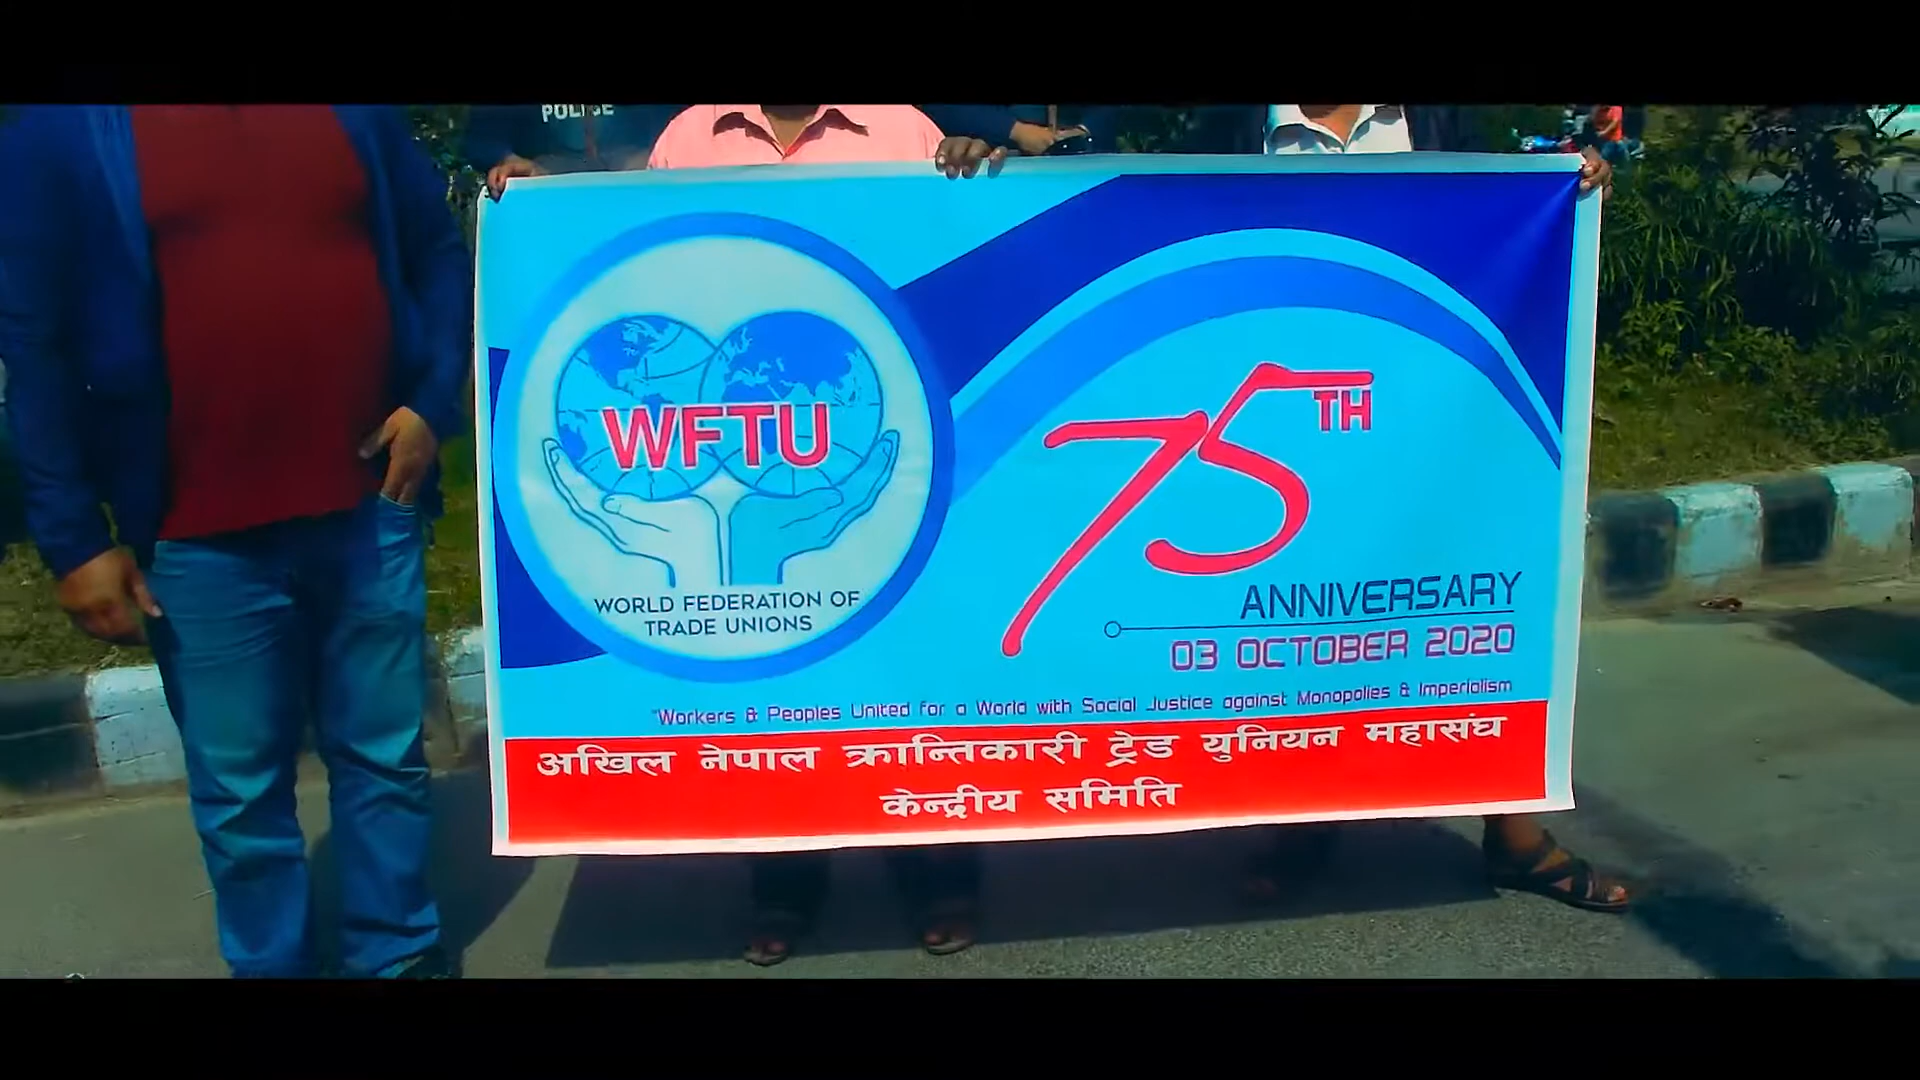 POLICE
WFTU
WORLD FEDERATION OF
TRADE UNIONS
75TH
ANNIVERSARY
03 OCTOBER 2020
"Workers & Peoples United for a World with Social Justice against Monopolies & Imperialism
अखिल नेपाल क्रान्तिकारी ट्रेड युनियन महासंघ
केन्द्रीय समिति